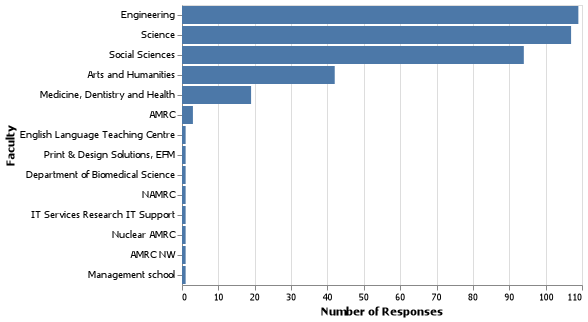 Engineering
Science
Social Sciences
Arts and Humanities
Medicine, Dentistry and Health
AMRC
English Language Teaching Centre
Print & Design Solutions, EFM
Department of Biomedical Science
NAMRC
IT Services Research IT Support
Nuclear AMRC
AMRC NW
Management school
Faculty
0 10 20 30 40 50 60 70 80 90 100 110
Number of Responses